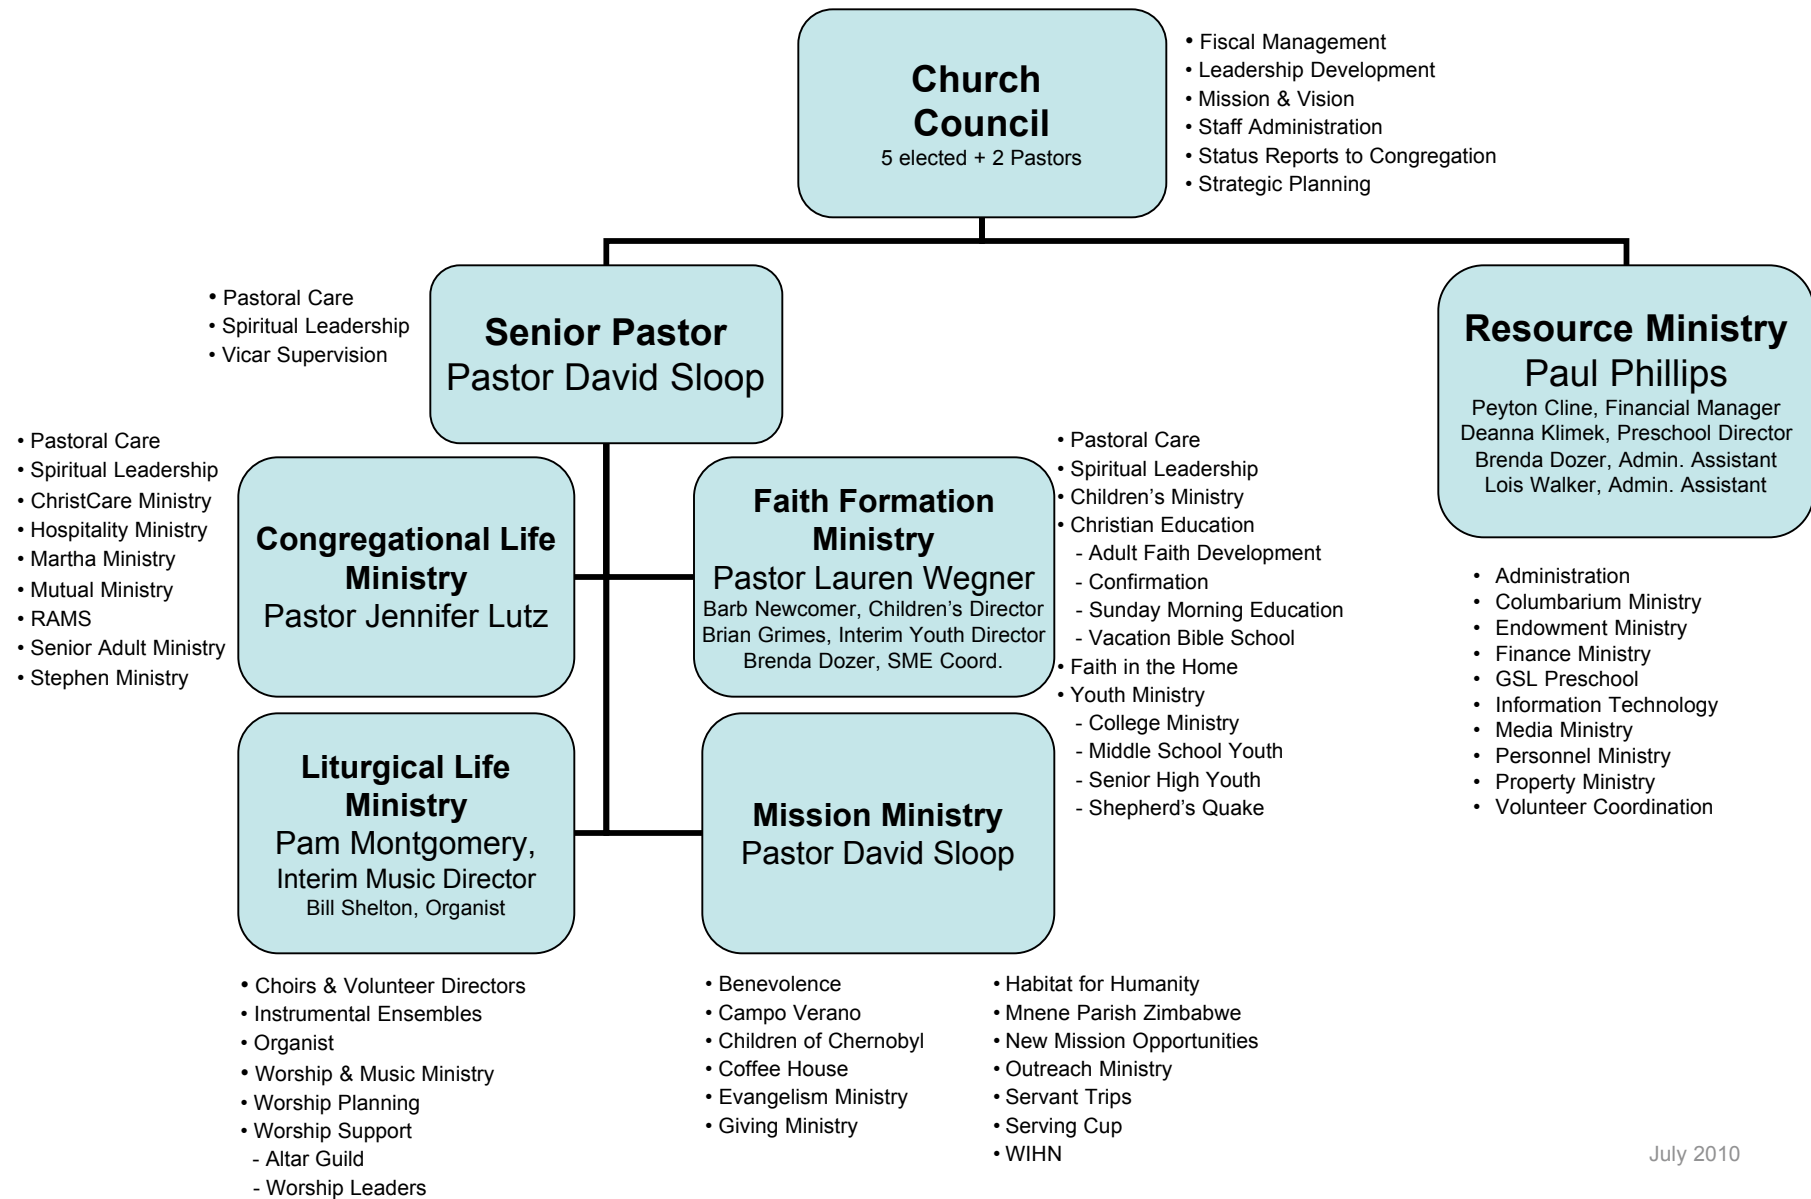 Church
Council
5 elected + 2 Pastors
• Fiscal Management
• Leadership Development
• Mission & Vision
• Staff Administration
• Status Reports to Congregation
• Strategic Planning
• Pastoral Care
• Spiritual Leadership
• Vicar Supervision
Senior Pastor
Pastor David Sloop
Resource Ministry
Paul Phillips
Peyton Cline, Financial Manager
Deanna Klimek, Preschool Director
Brenda Dozer, Admin. Assistant
Lois Walker, Admin. Assistant
• Administration
• Columbarium Ministry
• Endowment Ministry
• Finance Ministry
• GSL Preschool
• Information Technology
• Media Ministry
• Personnel Ministry
• Property Ministry
• Volunteer Coordination
• Pastoral Care
• Spiritual Leadership
• ChristCare Ministry
• Hospitality Ministry
• Martha Ministry
• Mutual Ministry
• RAMS
• Senior Adult Ministry
• Stephen Ministry
Congregational Life
Ministry
Pastor Jennifer Lutz
Faith Formation
Ministry
Pastor Lauren Wegner
Barb Newcomer, Children’s Director
Brian Grimes, Interim Youth Director
Brenda Dozer, SME Coord.
• Pastoral Care
• Spiritual Leadership
• Children’s Ministry
• Christian Education
- Adult Faith Development
- Confirmation
- Sunday Morning Education
- Vacation Bible School
• Faith in the Home
• Youth Ministry
- College Ministry
- Middle School Youth
- Senior High Youth
- Shepherd’s Quake
Liturgical Life
Ministry
Pam Montgomery,
Interim Music Director
Bill Shelton, Organist
Mission Ministry
Pastor David Sloop
• Choirs & Volunteer Directors
• Instrumental Ensembles
• Organist
• Worship & Music Ministry
• Worship Planning
• Worship Support
- Altar Guild
- Worship Leaders
• Benevolence
• Campo Verano
• Children of Chernobyl
• Coffee House
• Evangelism Ministry
• Giving Ministry
• Habitat for Humanity
• Mnene Parish Zimbabwe
• New Mission Opportunities
• Outreach Ministry
• Servant Trips
• Serving Cup
• WIHN
July 2010